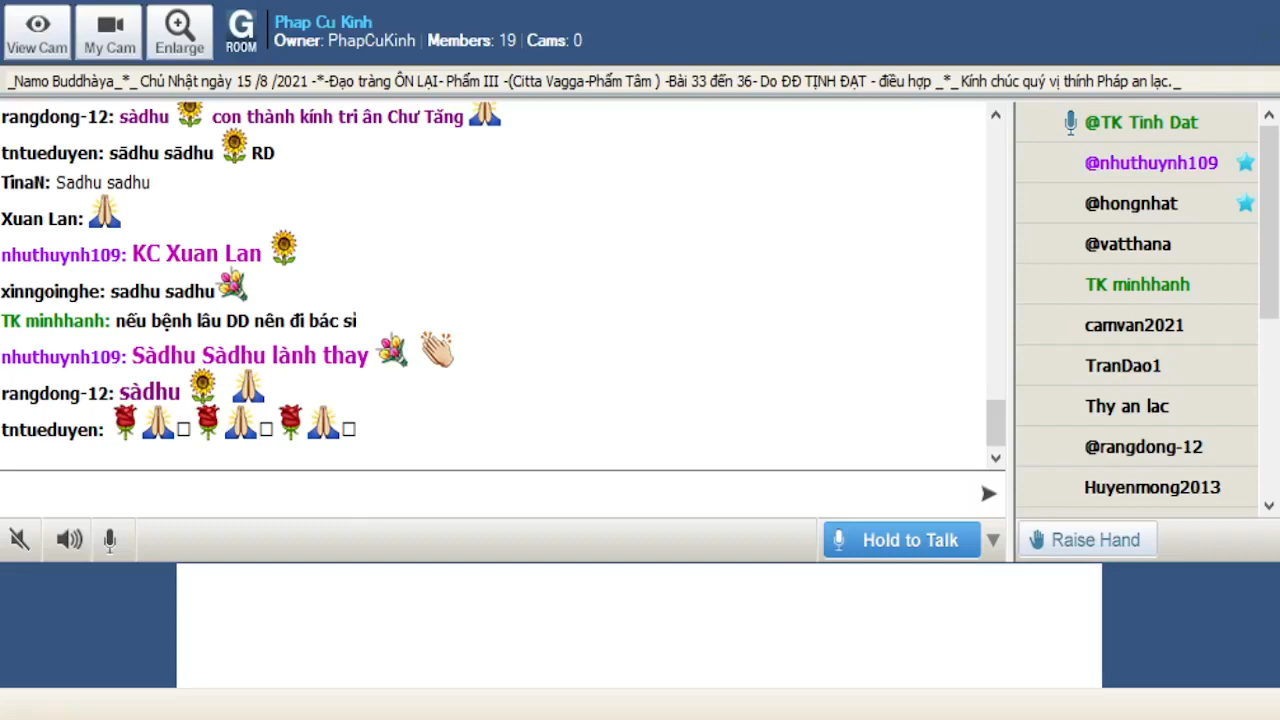 View Cam
My Cam
Enlarge
G
ROOM
Phap Cu Kinh
Owner: PhapCuKinh | Members: 19 | Cams: 0
_Namo Buddhàya_*_ Chủ Nhật ngày 15 /8 /2021 -*-Đạo tràng ÔN LẠI- Phẩm III -(Citta Vagga-Phẩm Tâm ) -Bài 33 đến 36- Do ĐĐ TỊNH ĐẠT - điều hợp _*_Kính chúc quý vị thính Pháp an lạc._
rangdong-12: sàdhu 🌻 con thành kính tri ân Chư Tăng 🙏
tntueduyen: sādhu sādhu 🌻 RD
TinaN: Sadhu sadhu
Xuan Lan: 🙏
nhuthuynh109: KC Xuan Lan 🌻
xinngoinghe: sadhu sadhu 💐
TK minhhanh: nếu bệnh lâu DD nên đi bác sỉ
nhuthuynh109: Sàdhu Sàdhu lành thay 💐 👏
rangdong-12: sàdhu 🌻 🙏
tntueduyen: 🌹🙏□🌹🙏□🌹🙏□
Hold to Talk
@TK Tinh Dat
@nhuthuynh109
@hongnhat
@vatthana
TK minhhanh
camvan2021
TranDao1
Thy an lac
@rangdong-12
Huyenmong2013
Raise Hand